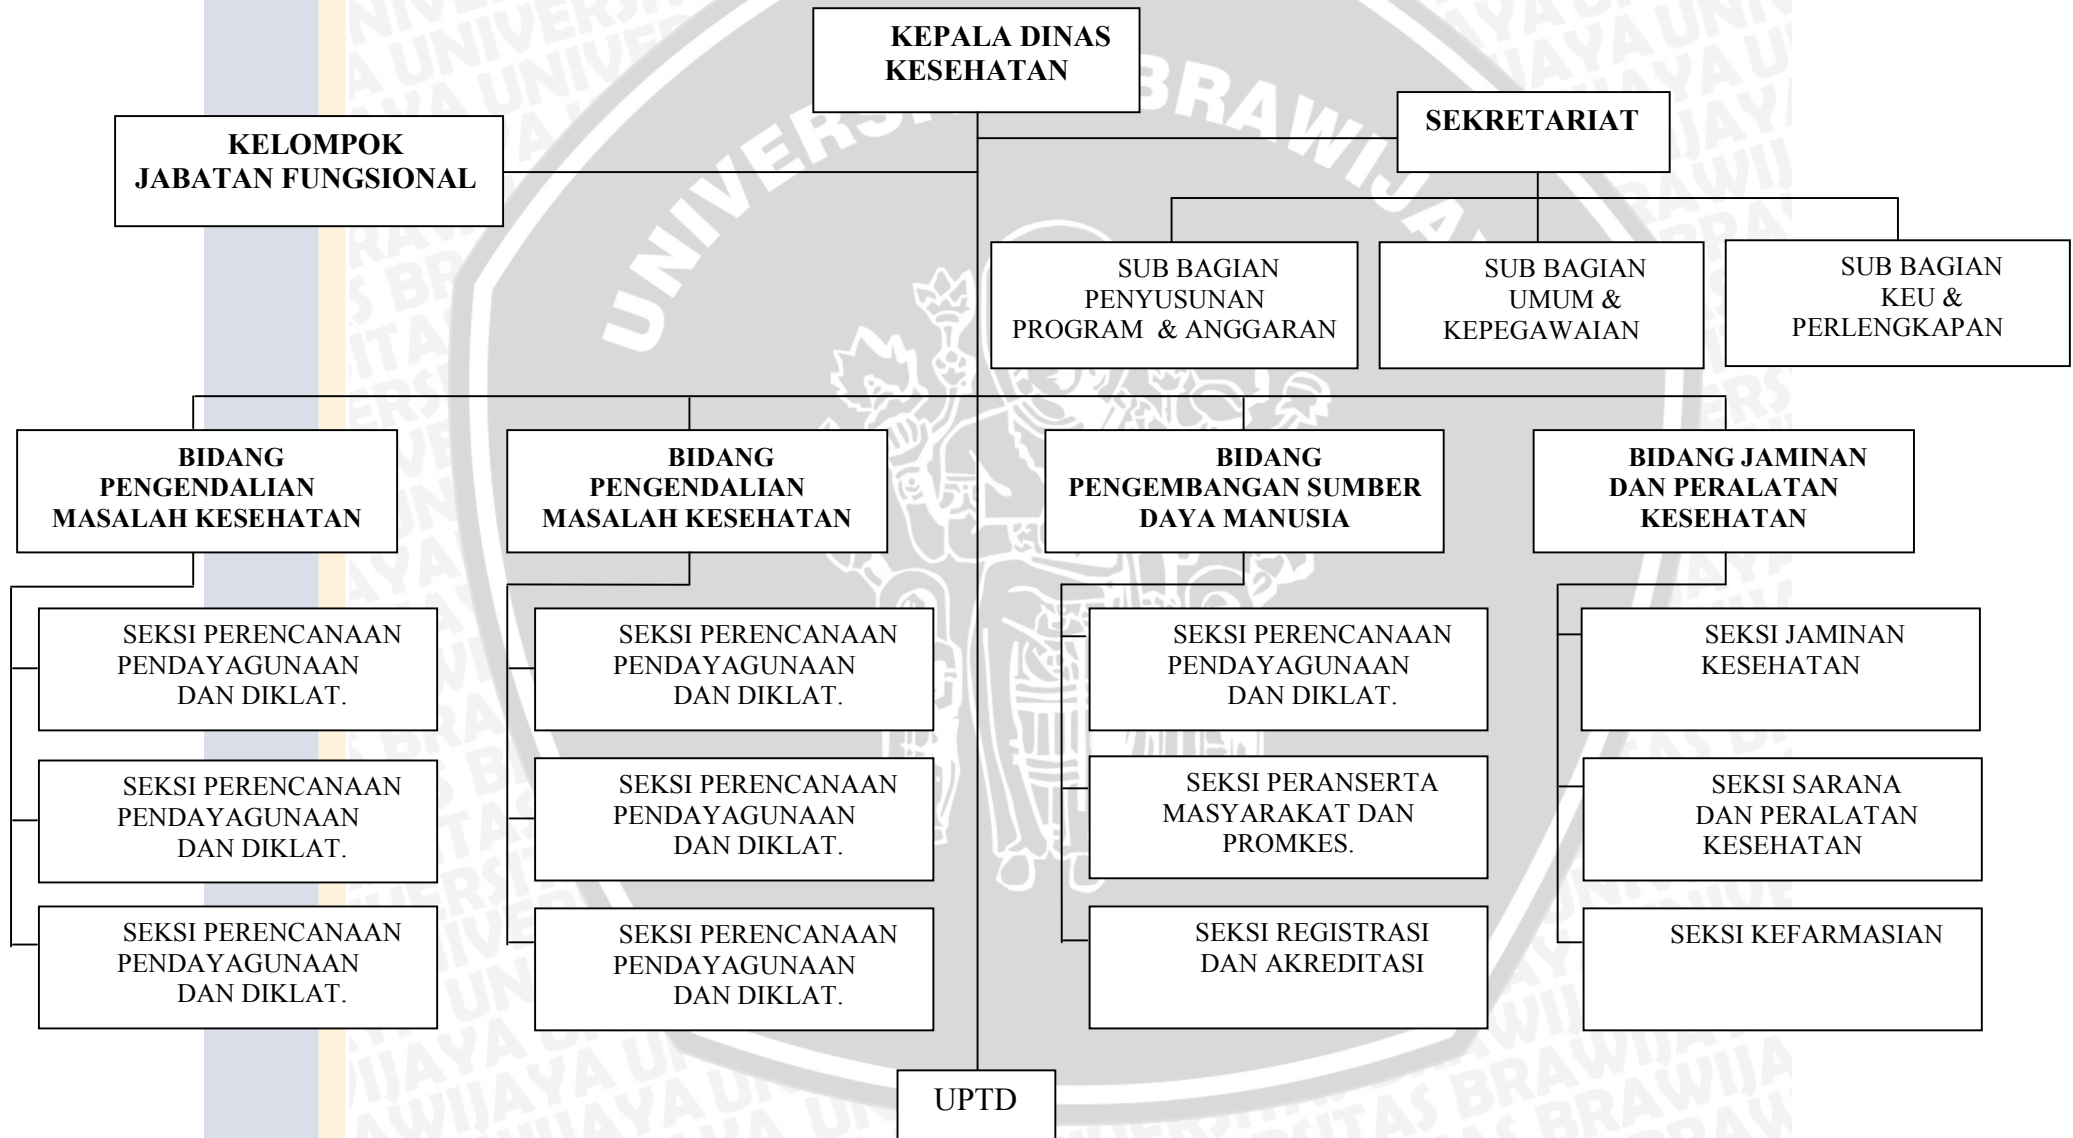 KEPALA DINAS
KESEHATAN
SEKRETARIAT
KELOMPOK
JABATAN FUNGSIONAL
SUB BAGIAN
PENYUSUNAN
PROGRAM & ANGGARAN
SUB BAGIAN
UMUM &
KEPEGAWAIAN
SUB BAGIAN
KEU &
PERLENGKAPAN
BIDANG
PENGENDALIAN
MASALAH KESEHATAN
BIDANG
PENGENDALIAN
MASALAH KESEHATAN
BIDANG
PENGEMBANGAN SUMBER
DAYA MANUSIA
BIDANG JAMINAN
DAN PERALATAN
KESEHATAN
SEKSI PERENCANAAN
PENDAYAGUNAAN
DAN DIKLAT.
SEKSI PERENCANAAN
PENDAYAGUNAAN
DAN DIKLAT.
SEKSI PERENCANAAN
PENDAYAGUNAAN
DAN DIKLAT.
SEKSI JAMINAN
KESEHATAN
SEKSI PERENCANAAN
PENDAYAGUNAAN
DAN DIKLAT.
SEKSI PERENCANAAN
PENDAYAGUNAAN
DAN DIKLAT.
SEKSI PERANSERTA
MASYARAKAT DAN
PROMKES.
SEKSI SARANA
DAN PERALATAN
KESEHATAN
SEKSI PERENCANAAN
PENDAYAGUNAAN
DAN DIKLAT.
SEKSI PERENCANAAN
PENDAYAGUNAAN
DAN DIKLAT.
SEKSI REGISTRASI
DAN AKREDITASI
SEKSI KEFARMASIAN
UPTD